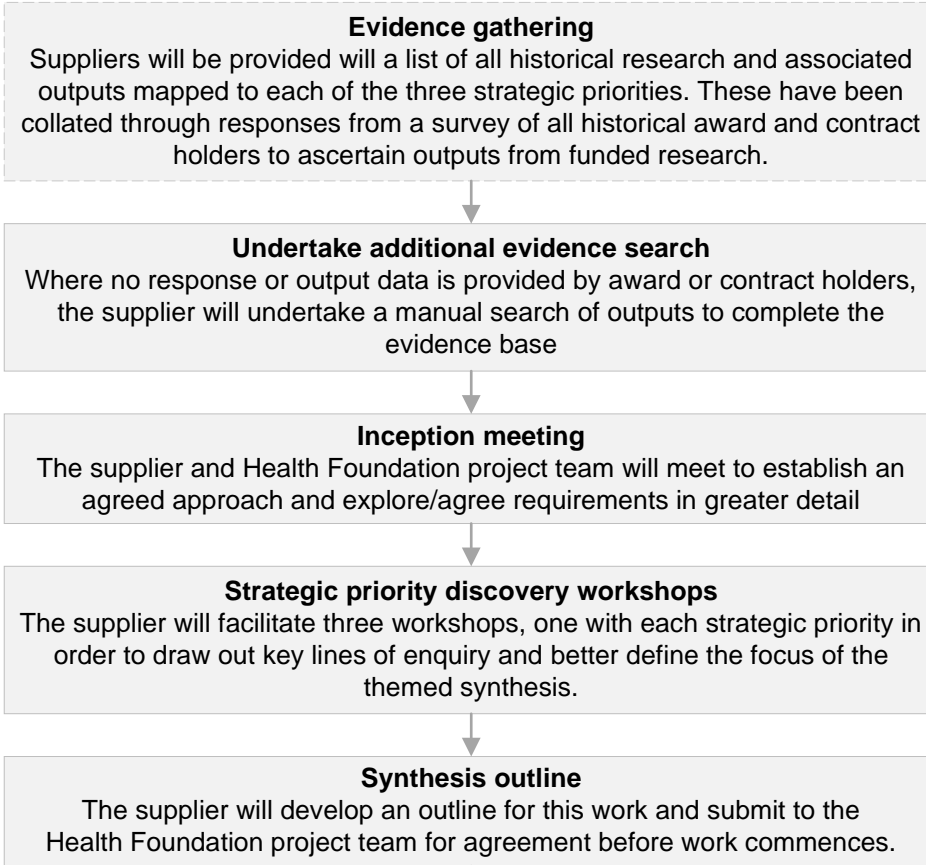 Evidence gathering
Suppliers will be provided will a list of all historical research and associated
outputs mapped to each of the three strategic priorities. These have been
collated through responses from a survey of all historical award and contract
holders to ascertain outputs from funded research.
Undertake additional evidence search
Where no response or output data is provided by award or contract holders,
the supplier will undertake a manual search of outputs to complete the
evidence base
Inception meeting
The supplier and Health Foundation project team will meet to establish an
agreed approach and explore/agree requirements in greater detail
Strategic priority discovery workshops
The supplier will facilitate three workshops, one with each strategic priority in
order to draw out key lines of enquiry and better define the focus of the
themed synthesis.
Synthesis outline
The supplier will develop an outline for this work and submit to the
Health Foundation project team for agreement before work commences.